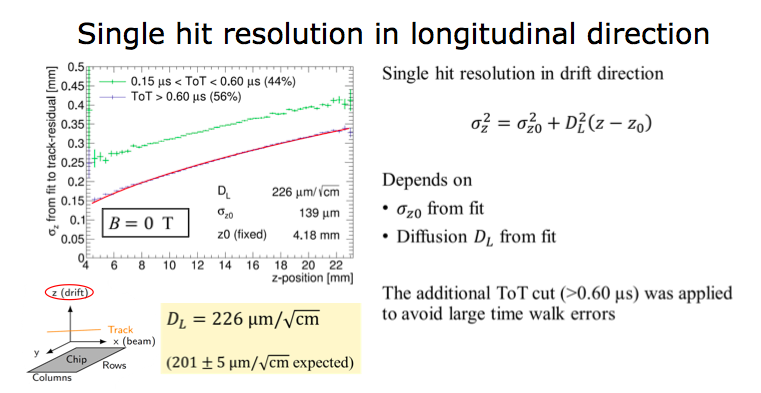 Single hit resolution in longitudinal direction
σz from fit to track-residual [mm]
0.5
0.45
0.4
0.35
0.3
0.25
0.2
0.15
0.1
0.05
0
0.15 µs < ToT < 0.60 µs (44%)
ToT > 0.60 µs (56%)
DL 226 µm/√cm
σz0 139 µm
z0 (fixed) 4.18 mm
B = 0 T
4 6 8 10 12 14 16 18 20 22
z-position [mm]
z (drift)
Track
x (beam)
y
Chip
Rows
Columns
DL = 226 µm/√cm
(201 ± 5 µm/√cm expected)
Single hit resolution in drift direction
σz² = σz0² + DL²(z − z0)
Depends on
• σz0 from fit
• Diffusion DL from fit
The additional ToT cut (>0.60 µs) was applied
to avoid large time walk errors